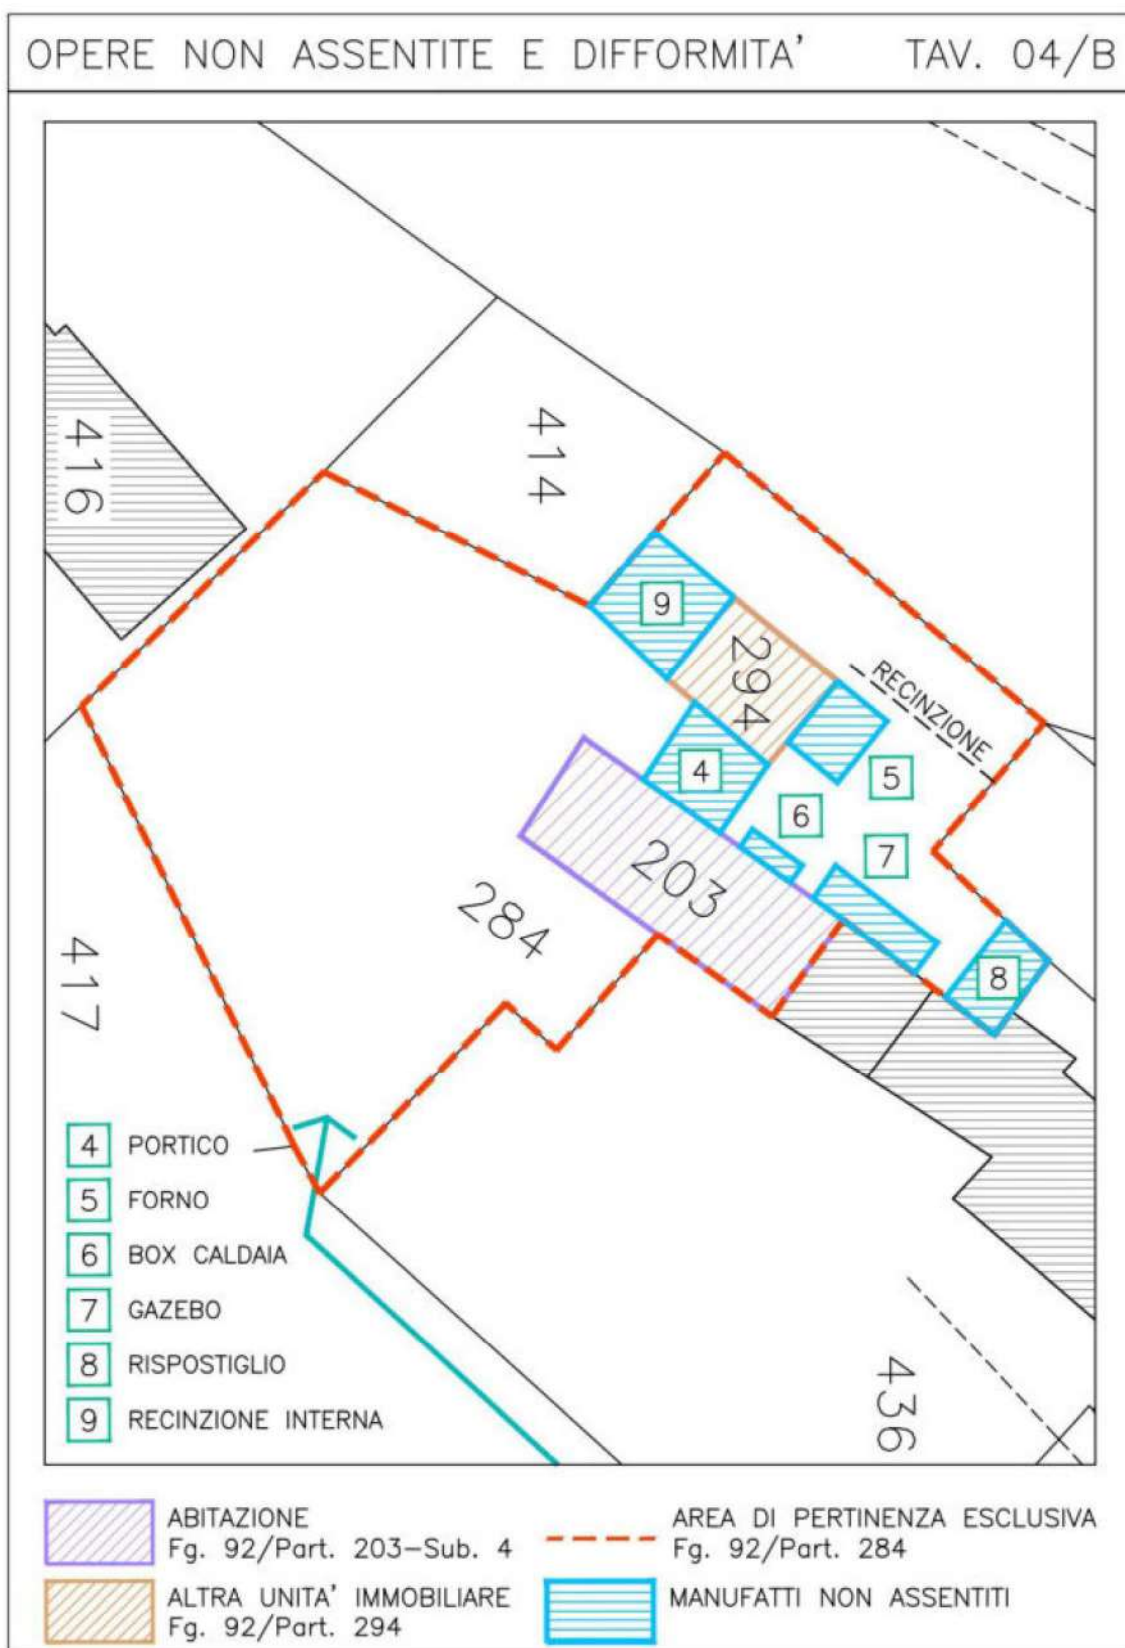 OPERE NON ASSENTITE E DIFFORMITA' TAV. 04/B
416
414
9
294
RECINZIONE
4
5
6
7
203
284
8
417
4 PORTICO
5 FORNO
6 BOX CALDAIA
7 GAZEBO
8 RISPOSTIGLIO
9 RECINZIONE INTERNA
436
ABITAZIONE
Fg. 92/Part. 203-Sub. 4
AREA DI PERTINENZA ESCLUSIVA
Fg. 92/Part. 284
ALTRA UNITA' IMMOBILIARE
Fg. 92/Part. 294
MANUFATTI NON ASSENTITI